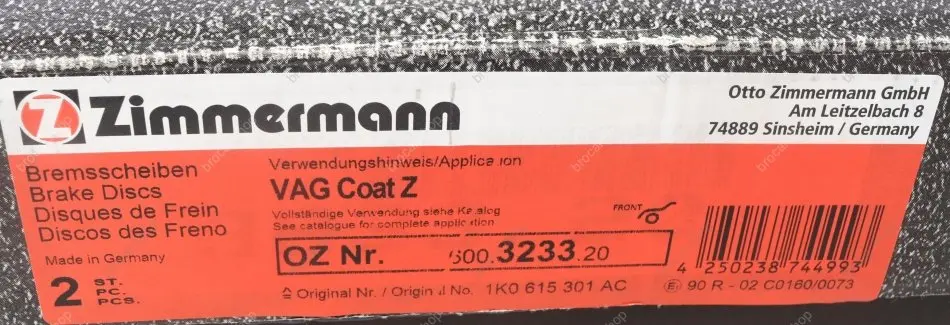 Zimmermann
Otto Zimmermann GmbH
Am Leitzelbach 8
74889 Sinsheim / Germany
Bremsscheiben
Brake Discs
Disques de Frein
Discos des Freno
Made in Germany
2 ST.
PC.
PCS.
Verwendungshinweis/Application
VAG Coat Z
Vollständige Verwendung siehe Katalog
See catalogue for complete application
FRONT
OZ Nr. 600.3233.20
≙ Original Nr. / Original No. 1K0 615 301 AC
4 250238 744993
E1 90 R - 02 C0160/0073